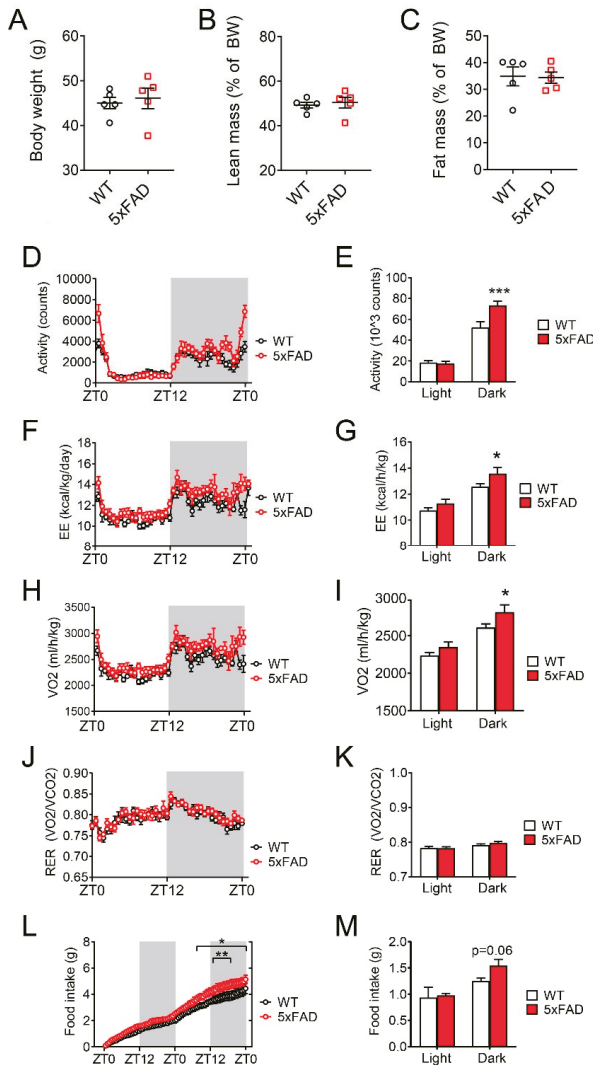 A
B
C
Body weight (g)
60
50
40
30
WT
5xFAD
Lean mass (% of BW)
80
60
40
20
WT
5xFAD
Fat mass (% of BW)
50
40
30
20
10
0
WT
5xFAD
D
Activity (counts)
10000
8000
6000
4000
2000
0
ZT0
ZT12
ZT0
WT
5xFAD
E
Activity (10^3 counts)
100
80
60
40
20
0
***
Light
Dark
WT
5xFAD
F
EE (kcal/kg/day)
18
16
14
12
10
8
ZT0
ZT12
ZT0
WT
5xFAD
G
EE (kcal/h/kg)
16
14
12
10
8
*
Light
Dark
WT
5xFAD
H
VO2 (ml/h/kg)
3500
3000
2500
2000
1500
ZT0
ZT12
ZT0
WT
5xFAD
I
VO2 (ml/h/kg)
3000
2500
2000
1500
*
Light
Dark
WT
5xFAD
J
RER (VO2/VCO2)
0.90
0.85
0.80
0.75
0.70
0.65
ZT0
ZT12
ZT0
WT
5xFAD
K
RER (VO2/VCO2)
1.0
0.9
0.8
0.7
Light
Dark
WT
5xFAD
L
Food intake (g)
8
6
4
2
0
*
**
ZT0
ZT12
ZT0
ZT12
ZT0
WT
5xFAD
M
Food intake (g)
2.0
1.5
1.0
0.5
0.0
p=0.06
Light
Dark
WT
5xFAD